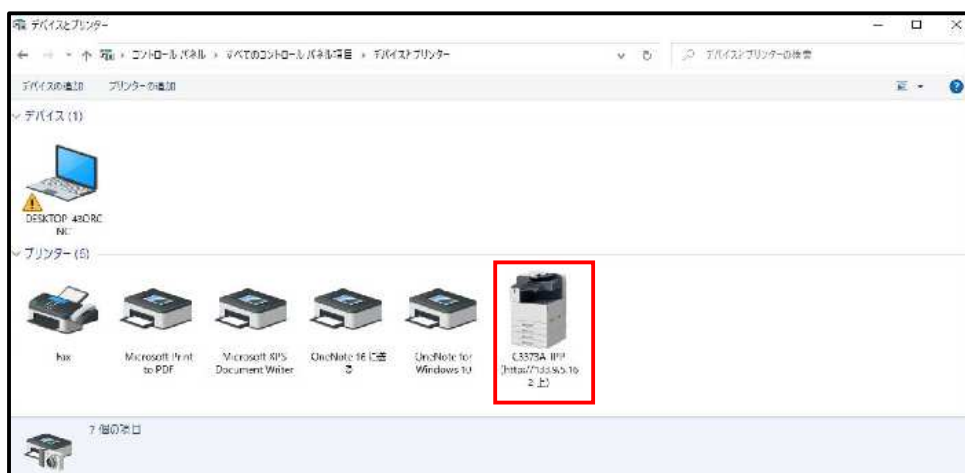 デバイスとプリンター
コントロール パネル › すべてのコントロール パネル項目 › デバイスとプリンター
デバイスとプリンターの検索
デバイスの追加 プリンターの追加
デバイス (1)
プリンター (6)
Fax
Microsoft Print
to PDF
Microsoft XPS
Document Writer
OneNote 16 に送
る
OneNote for
Windows 10
7 個の項目